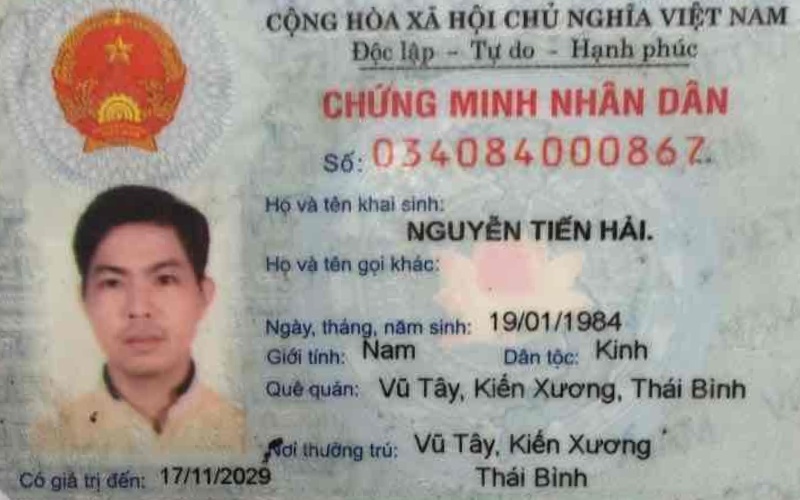 CỘNG HÒA XÃ HỘI CHỦ NGHĨA VIỆT NAM
Độc lập - Tự do - Hạnh phúc
CHỨNG MINH NHÂN DÂN
Số: 034084000867
Họ và tên khai sinh:
NGUYỄN TIẾN HẢI.
Họ và tên gọi khác:
Ngày, tháng, năm sinh: 19/01/1984
Giới tính: Nam Dân tộc: Kinh
Quê quán: Vũ Tây, Kiến Xương, Thái Bình
Nơi thường trú: Vũ Tây, Kiến Xương
Thái Bình
Có giá trị đến: 17/11/2029